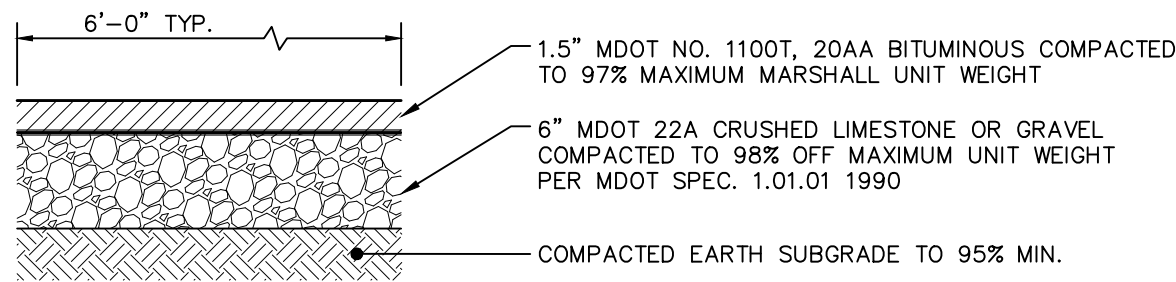 6'-0" TYP.
1.5" MDOT NO. 1100T, 20AA BITUMINOUS COMPACTED
TO 97% MAXIMUM MARSHALL UNIT WEIGHT
6" MDOT 22A CRUSHED LIMESTONE OR GRAVEL
COMPACTED TO 98% OFF MAXIMUM UNIT WEIGHT
PER MDOT SPEC. 1.01.01 1990
COMPACTED EARTH SUBGRADE TO 95% MIN.